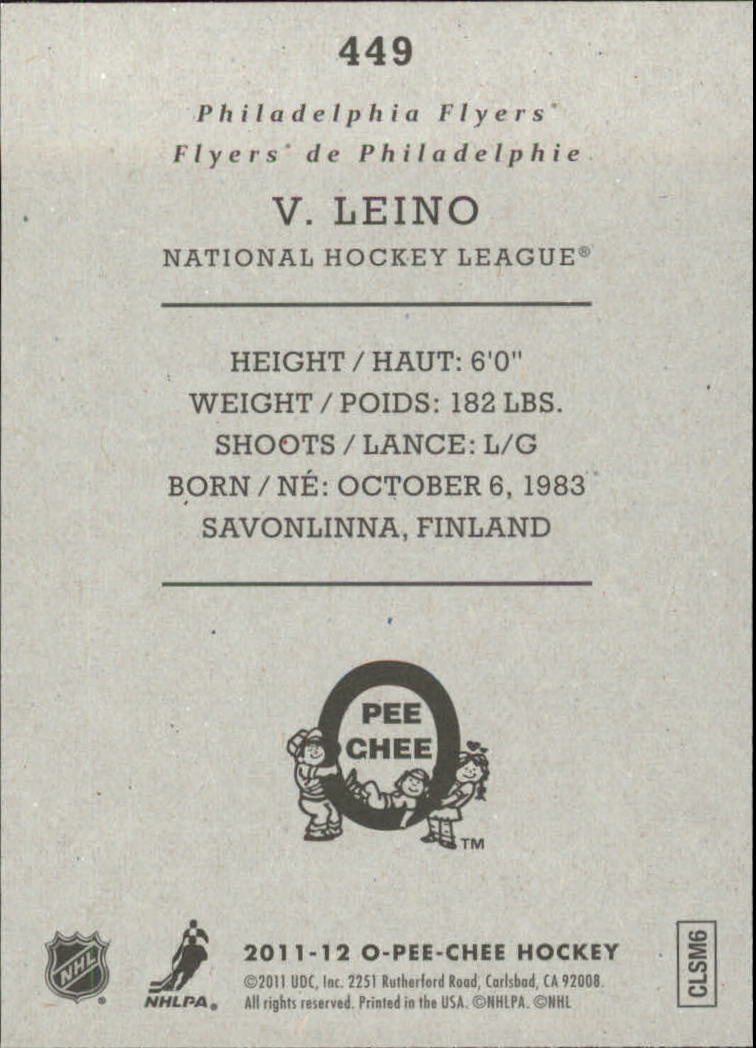 449
Philadelphia Flyers®
Flyers® de Philadelphie
V. LEINO
NATIONAL HOCKEY LEAGUE®
HEIGHT / HAUT: 6'0"
WEIGHT / POIDS: 182 LBS.
SHOOTS / LANCE: L/G
BORN / NÉ: OCTOBER 6, 1983
SAVONLINNA, FINLAND
PEE
CHEE
TM
NHL
®
NHLPA®
2011-12 O-PEE-CHEE HOCKEY
©2011 UDC, Inc. 2251 Rutherford Road, Carlsbad, CA 92008.
All rights reserved. Printed in the USA. ©NHLPA. ©NHL
CLSM6